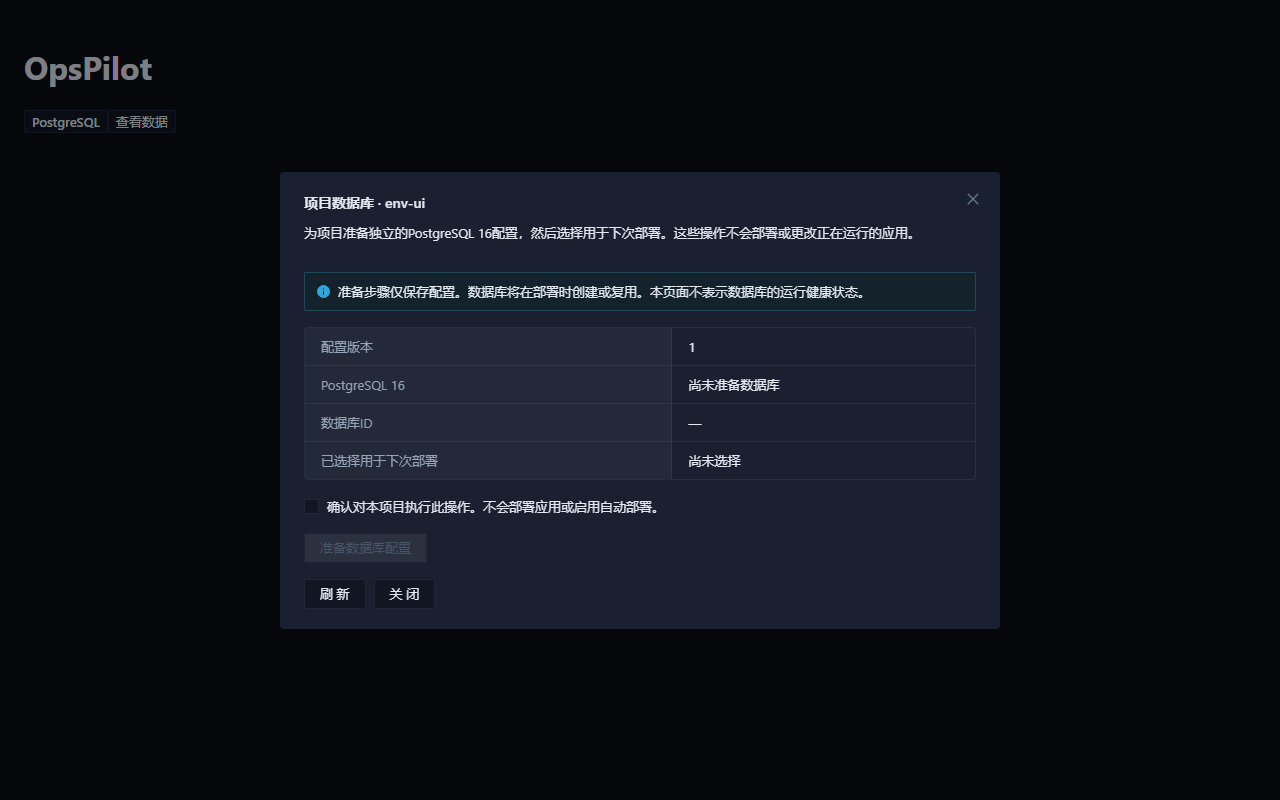 OpsPilot
PostgreSQL 查看数据
项目数据库 · env-ui
为项目准备独立的PostgreSQL 16配置，然后选择用于下次部署。这些操作不会部署或更改正在运行的应用。
准备步骤仅保存配置。数据库将在部署时创建或复用。本页面不表示数据库的运行健康状态。
配置版本 1
PostgreSQL 16 尚未准备数据库
数据库ID —
已选择用于下次部署 尚未选择
确认对本项目执行此操作。不会部署应用或启用自动部署。
准备数据库配置
刷 新 关 闭